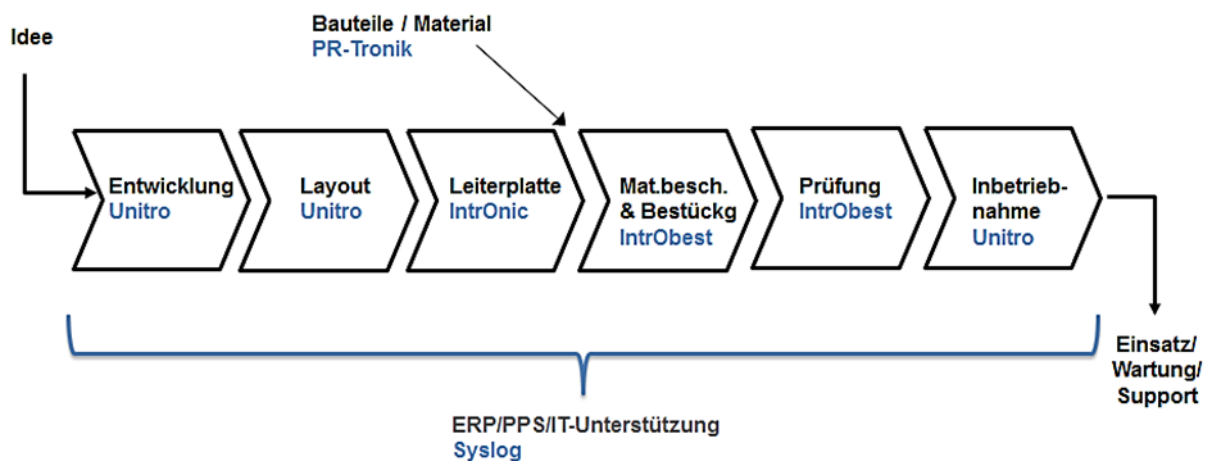 Idee
Bauteile / Material
PR-Tronik
Entwicklung
Unitro
Layout
Unitro
Leiterplatte
IntrOnic
Mat.besch.
& Bestückg
IntrObest
Prüfung
IntrObest
Inbetrieb-
nahme
Unitro
Einsatz/
Wartung/
Support
ERP/PPS/IT-Unterstützung
Syslog